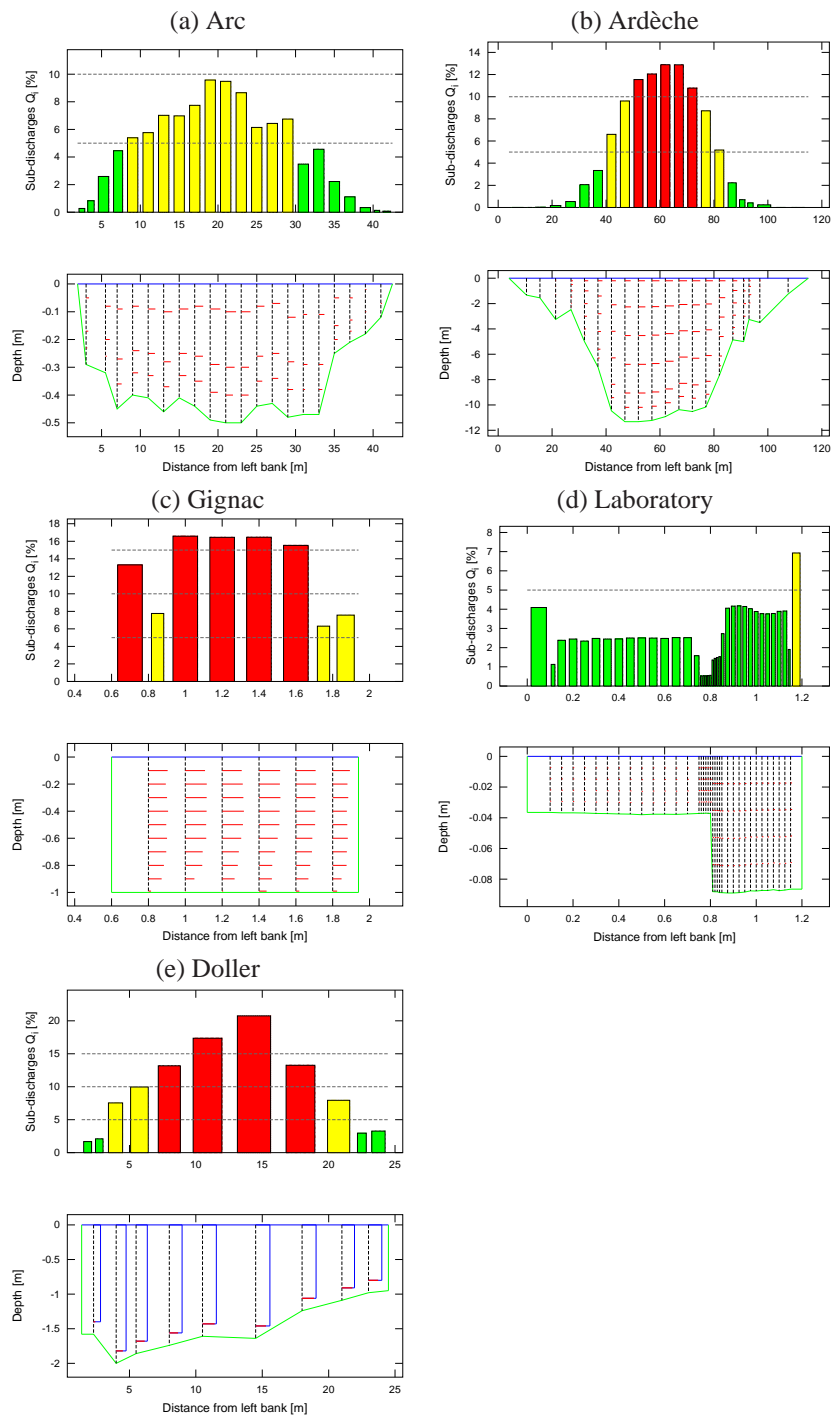 (a) Arc
Sub-discharges Q_i [%]
10
8
6
4
2
0
5 10 15 20 25 30 35 40
Depth [m]
0
-0.1
-0.2
-0.3
-0.4
-0.5
5 10 15 20 25 30 35 40
Distance from left bank [m]
(b) Ardèche
Sub-discharges Q_i [%]
14
12
10
8
6
4
2
0
0 20 40 60 80 100 120
Depth [m]
0
-2
-4
-6
-8
-10
-12
0 20 40 60 80 100 120
Distance from left bank [m]
(c) Gignac
Sub-discharges Q_i [%]
18
16
14
12
10
8
6
4
2
0
0.4 0.6 0.8 1 1.2 1.4 1.6 1.8 2
Depth [m]
0
-0.2
-0.4
-0.6
-0.8
-1
0.4 0.6 0.8 1 1.2 1.4 1.6 1.8 2
Distance from left bank [m]
(d) Laboratory
Sub-discharges Q_i [%]
8
7
6
5
4
3
2
1
0
0 0.2 0.4 0.6 0.8 1 1.2
Depth [m]
0
-0.02
-0.04
-0.06
-0.08
0 0.2 0.4 0.6 0.8 1 1.2
Distance from left bank [m]
(e) Doller
Sub-discharges Q_i [%]
20
15
10
5
0
5 10 15 20 25
Depth [m]
0
-0.5
-1
-1.5
-2
5 10 15 20 25
Distance from left bank [m]